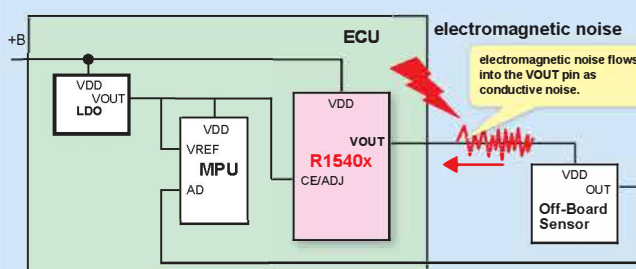 electromagnetic noise
ECU
+B
electromagnetic noise flows
into the VOUT pin as
conductive noise.
VDD
VOUT
LDO
VDD
VREF
MPU
AD
VDD
VOUT
R1540x
CE/ADJ
VDD
OUT
Off-Board
Sensor